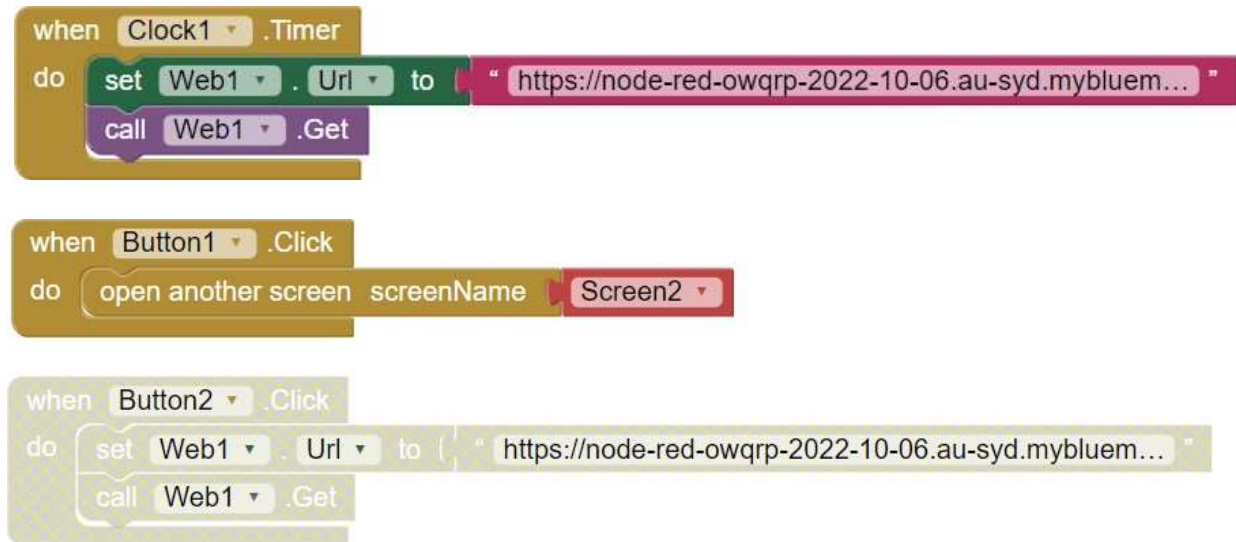 when Clock1 .Timer
do set Web1 . Url to " https://node-red-owqrp-2022-10-06.au-syd.mybluem... "
call Web1 .Get
when Button1 .Click
do open another screen screenName Screen2
when Button2 .Click
do set Web1 . Url to " https://node-red-owqrp-2022-10-06.au-syd.mybluem... "
call Web1 .Get